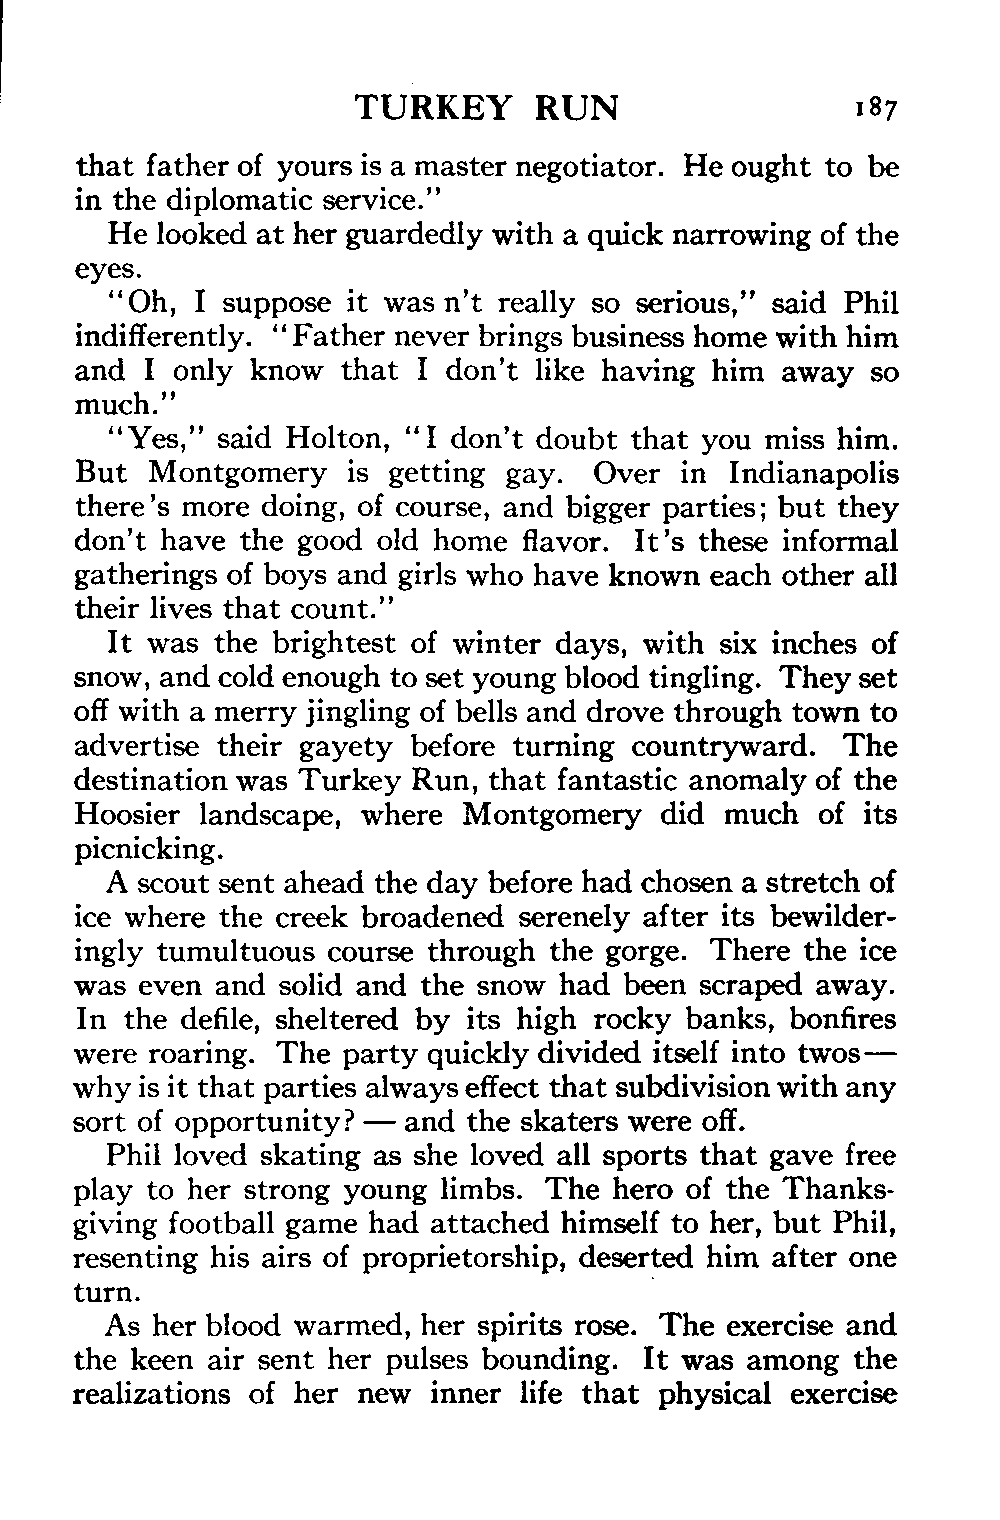 TURKEY RUN 187
that father of yours is a master negotiator. He ought to be
in the diplomatic service."
He looked at her guardedly with a quick narrowing of the
eyes.
"Oh, I suppose it was n't really so serious," said Phil
indifferently. "Father never brings business home with him
and I only know that I don't like having him away so
much."
"Yes," said Holton, "I don't doubt that you miss him.
But Montgomery is getting gay. Over in Indianapolis
there's more doing, of course, and bigger parties; but they
don't have the good old home flavor. It's these informal
gatherings of boys and girls who have known each other all
their lives that count."
It was the brightest of winter days, with six inches of
snow, and cold enough to set young blood tingling. They set
off with a merry jingling of bells and drove through town to
advertise their gayety before turning countryward. The
destination was Turkey Run, that fantastic anomaly of the
Hoosier landscape, where Montgomery did much of its
picnicking.
A scout sent ahead the day before had chosen a stretch of
ice where the creek broadened serenely after its bewilder-
ingly tumultuous course through the gorge. There the ice
was even and solid and the snow had been scraped away.
In the defile, sheltered by its high rocky banks, bonfires
were roaring. The party quickly divided itself into twos—
why is it that parties always effect that subdivision with any
sort of opportunity? — and the skaters were off.
Phil loved skating as she loved all sports that gave free
play to her strong young limbs. The hero of the Thanks-
giving football game had attached himself to her, but Phil,
resenting his airs of proprietorship, deserted him after one
turn.
As her blood warmed, her spirits rose. The exercise and
the keen air sent her pulses bounding. It was among the
realizations of her new inner life that physical exercise